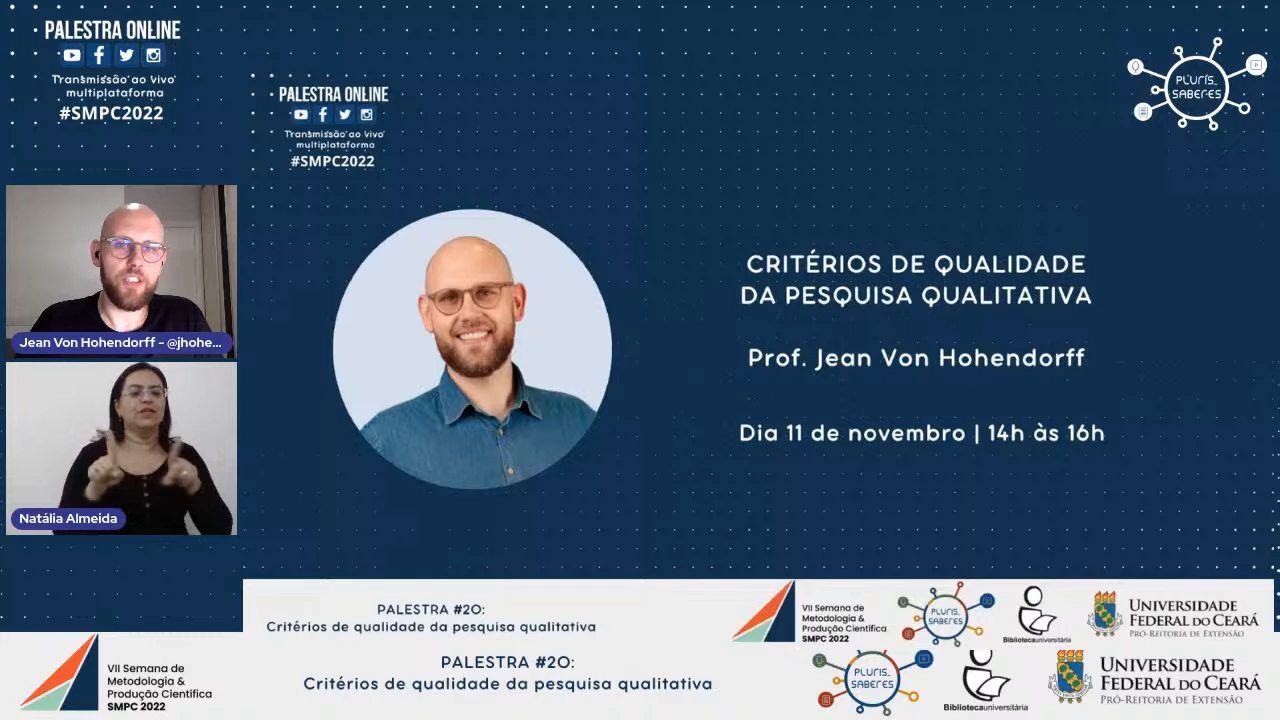 PALESTRA ONLINE
Transmissão ao vivo
multiplataforma
#SMPC2022
PALESTRA ONLINE
Transmissão ao vivo
multiplataforma
#SMPC2022
PLURIS_
SABERES
Jean Von Hohendorff - @jhohe...
Natália Almeida
CRITÉRIOS DE QUALIDADE
DA PESQUISA QUALITATIVA
Prof. Jean Von Hohendorff
Dia 11 de novembro | 14h às 16h
PALESTRA #20:
Critérios de qualidade da pesquisa qualitativa
VII Semana de
Metodologia &
Produção Científica
SMPC 2022
PLURIS_
SABERES
Bibliotecauniversitária
UNIVERSIDADE
FEDERAL DO CEARÁ
PRÓ-REITORIA DE EXTENSÃO
VII Semana de
Metodologia &
Produção Científica
SMPC 2022
PALESTRA #20:
Critérios de qualidade da pesquisa qualitativa
PLURIS_
SABERES
Bibliotecauniversitária
UNIVERSIDADE
FEDERAL DO CEARÁ
PRÓ-REITORIA DE EXTENSÃO